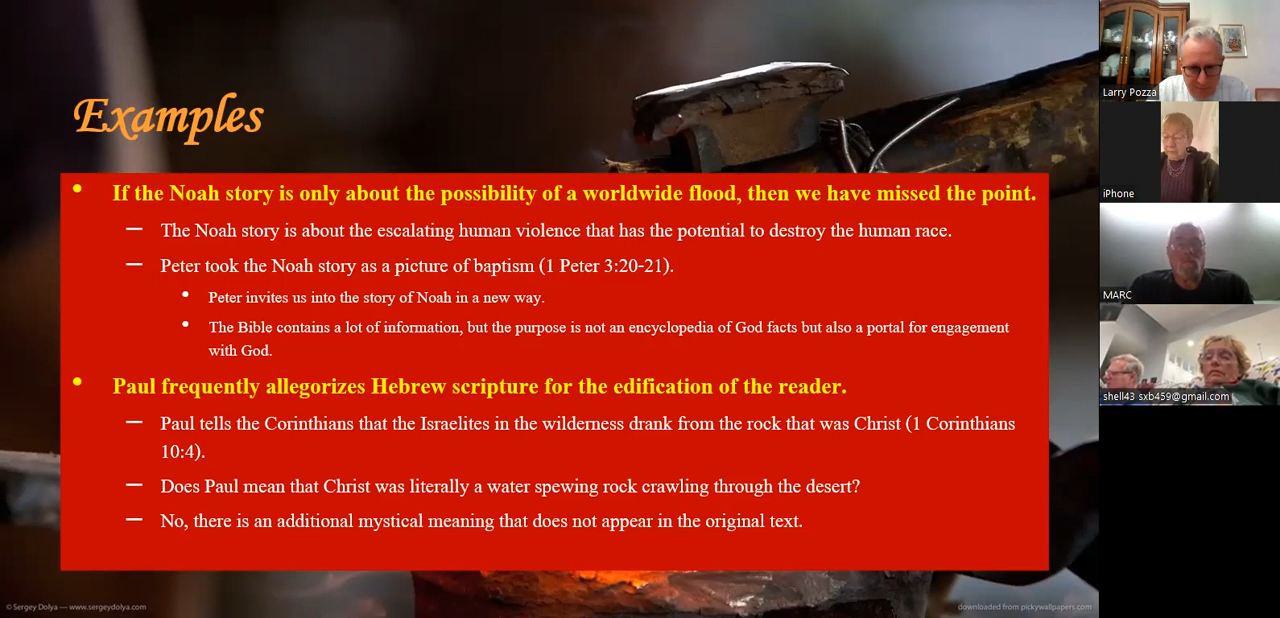 Examples
• If the Noah story is only about the possibility of a worldwide flood, then we have missed the point.
– The Noah story is about the escalating human violence that has the potential to destroy the human race.
– Peter took the Noah story as a picture of baptism (1 Peter 3:20-21).
• Peter invites us into the story of Noah in a new way.
• The Bible contains a lot of information, but the purpose is not an encyclopedia of God facts but also a portal for engagement
with God.
• Paul frequently allegorizes Hebrew scripture for the edification of the reader.
– Paul tells the Corinthians that the Israelites in the wilderness drank from the rock that was Christ (1 Corinthians
10:4).
– Does Paul mean that Christ was literally a water spewing rock crawling through the desert?
– No, there is an additional mystical meaning that does not appear in the original text.
© Sergey Dolya — www.sergeydolya.com
downloaded from pickywallpapers.com
Larry Pozza
iPhone
MARC
shell43 sxb459@gmail.com